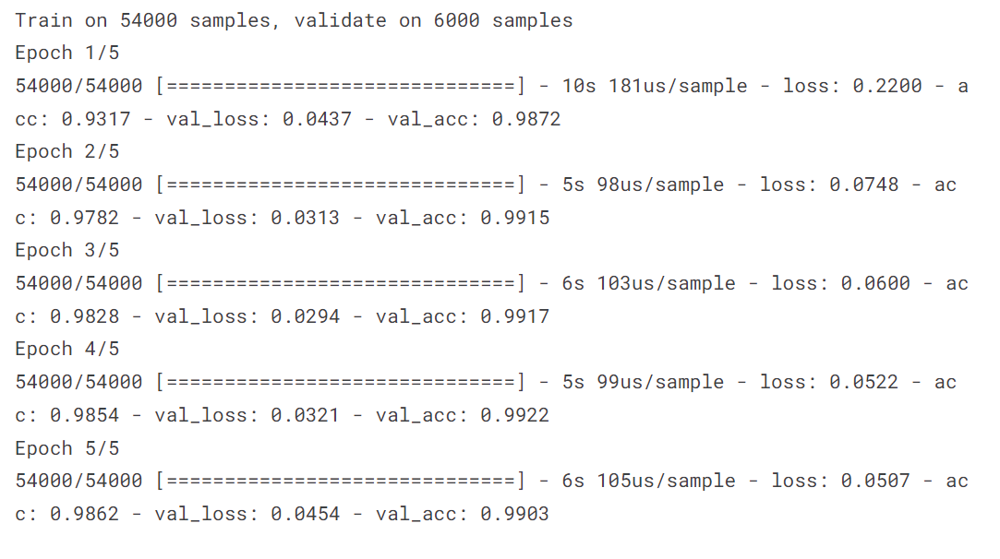 Train on 54000 samples, validate on 6000 samples
Epoch 1/5
54000/54000 [==============================] - 10s 181us/sample - loss: 0.2200 - a
cc: 0.9317 - val_loss: 0.0437 - val_acc: 0.9872
Epoch 2/5
54000/54000 [==============================] - 5s 98us/sample - loss: 0.0748 - ac
c: 0.9782 - val_loss: 0.0313 - val_acc: 0.9915
Epoch 3/5
54000/54000 [==============================] - 6s 103us/sample - loss: 0.0600 - ac
c: 0.9828 - val_loss: 0.0294 - val_acc: 0.9917
Epoch 4/5
54000/54000 [==============================] - 5s 99us/sample - loss: 0.0522 - ac
c: 0.9854 - val_loss: 0.0321 - val_acc: 0.9922
Epoch 5/5
54000/54000 [==============================] - 6s 105us/sample - loss: 0.0507 - ac
c: 0.9862 - val_loss: 0.0454 - val_acc: 0.9903